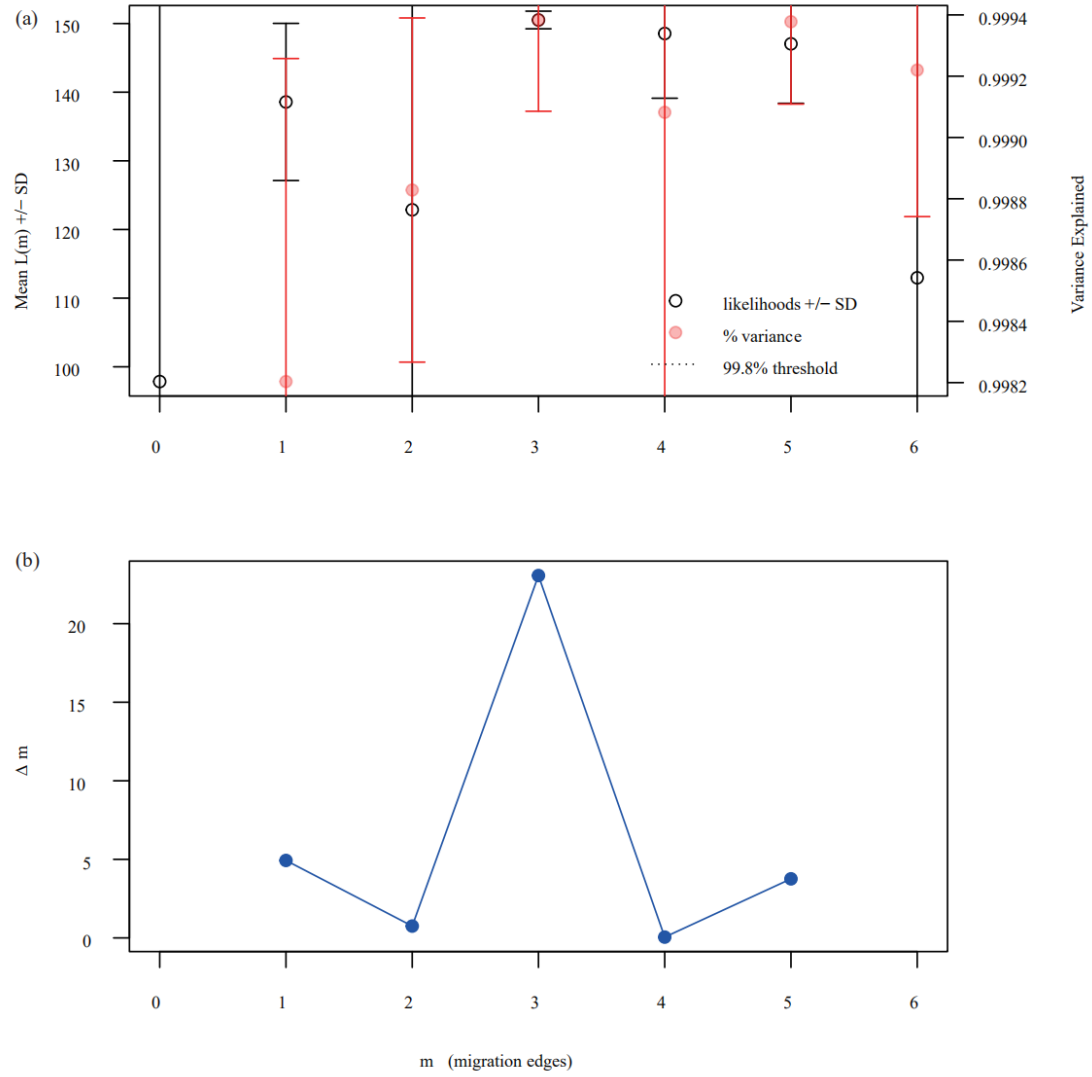 (a)
Mean L(m) +/− SD
150
140
130
120
110
100
0.9994
0.9992
0.9990
0.9988
0.9986
0.9984
0.9982
Variance Explained
likelihoods +/− SD
% variance
99.8% threshold
0 1 2 3 4 5 6
(b)
Δ m
20
15
10
5
0
0 1 2 3 4 5 6
m (migration edges)